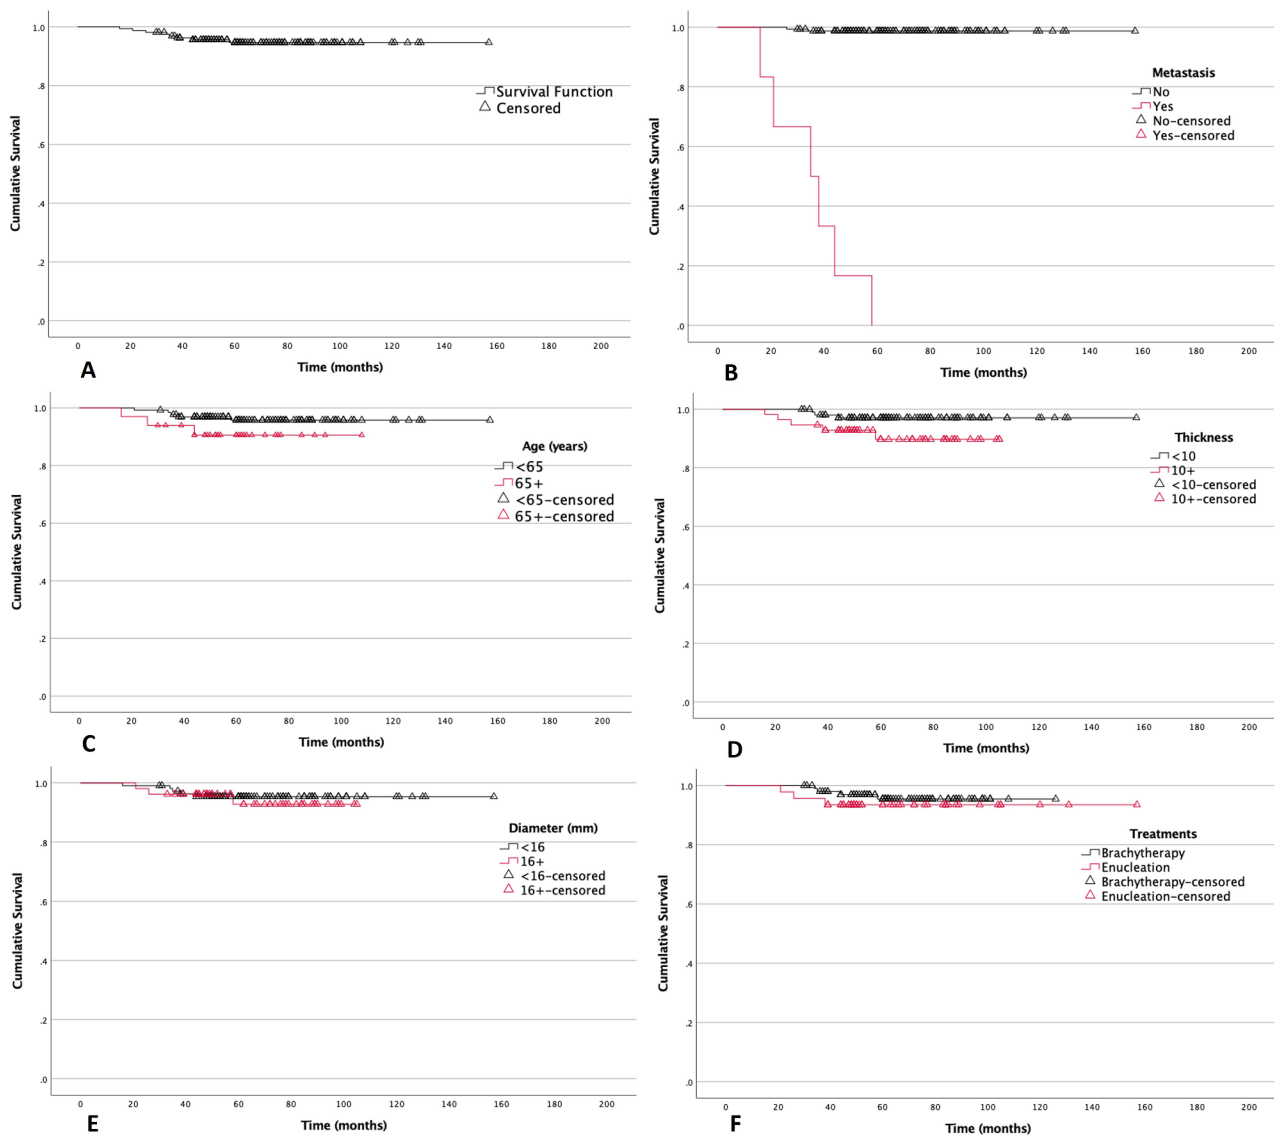 1.0
.8
.6
.4
.2
.0
Cumulative Survival
Survival Function
Censored
0 20 40 60 80 100 120 140 160 180 200
Time (months)
A
1.0
.8
.6
.4
.2
.0
Cumulative Survival
Metastasis
No
Yes
No-censored
Yes-censored
0 20 40 60 80 100 120 140 160 180 200
Time (months)
B
1.0
.8
.6
.4
.2
.0
Cumulative Survival
Age (years)
<65
65+
<65-censored
65+-censored
0 20 40 60 80 100 120 140 160 180 200
Time (months)
C
1.0
.8
.6
.4
.2
.0
Cumulative Survival
Thickness
<10
10+
<10-censored
10+-censored
0 20 40 60 80 100 120 140 160 180 200
Time (months)
D
1.0
.8
.6
.4
.2
.0
Cumulative Survival
Diameter (mm)
<16
16+
<16-censored
16+-censored
0 20 40 60 80 100 120 140 160 180 200
Time (months)
E
1.0
.8
.6
.4
.2
.0
Cumulative Survival
Treatments
Brachytherapy
Enucleation
Brachytherapy-censored
Enucleation-censored
0 20 40 60 80 100 120 140 160 180 200
Time (months)
F